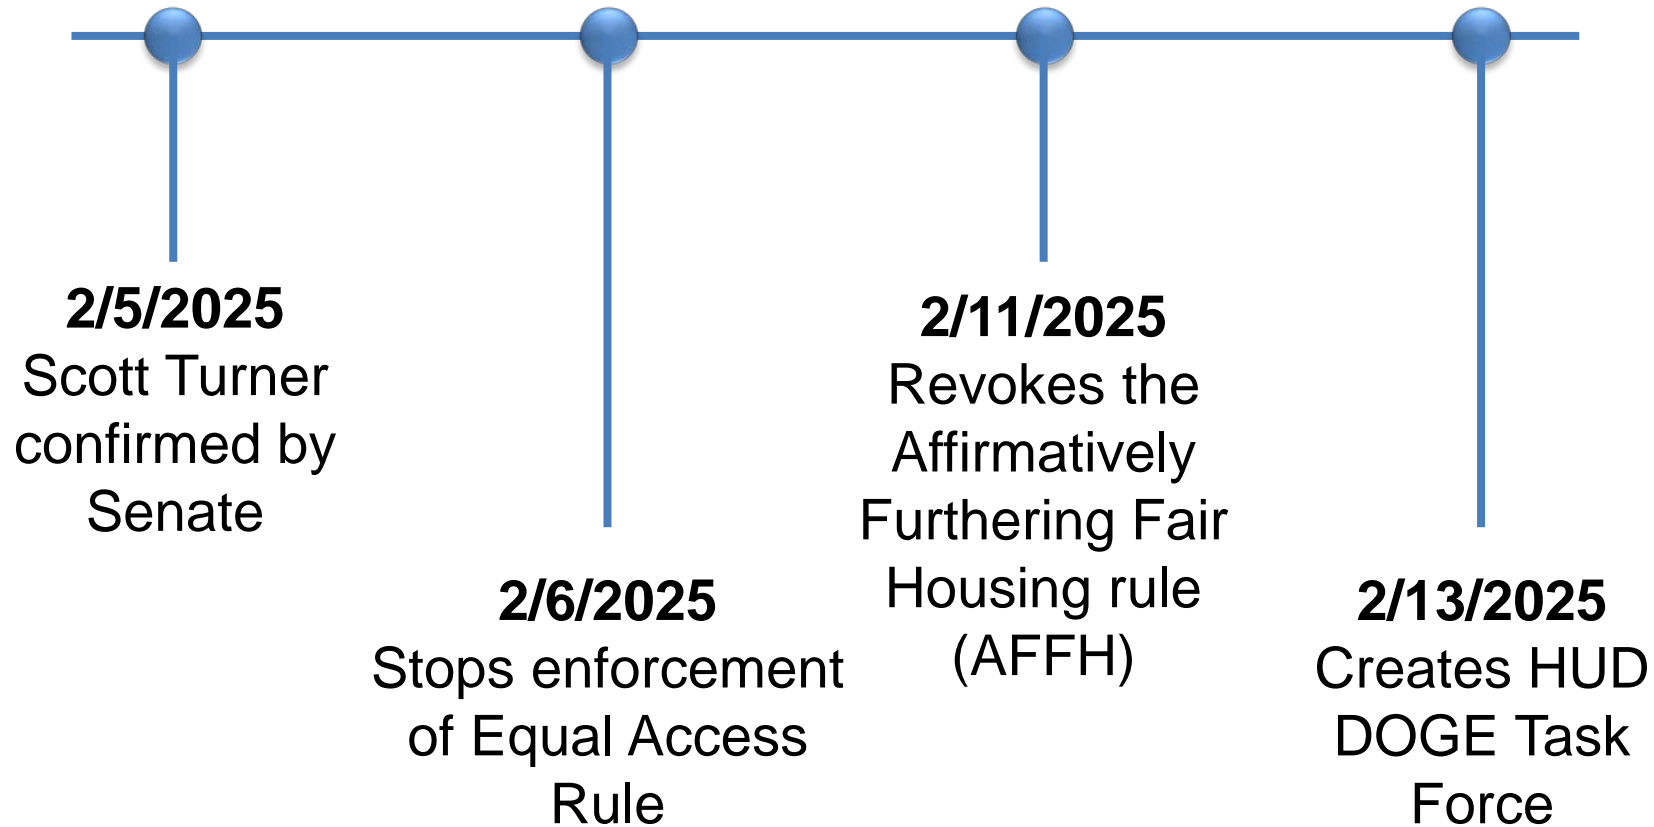 2/5/2025
Scott Turner
confirmed by
Senate
2/6/2025
Stops enforcement
of Equal Access
Rule
2/11/2025
Revokes the
Affirmatively
Furthering Fair
Housing rule
(AFFH)
2/13/2025
Creates HUD
DOGE Task
Force